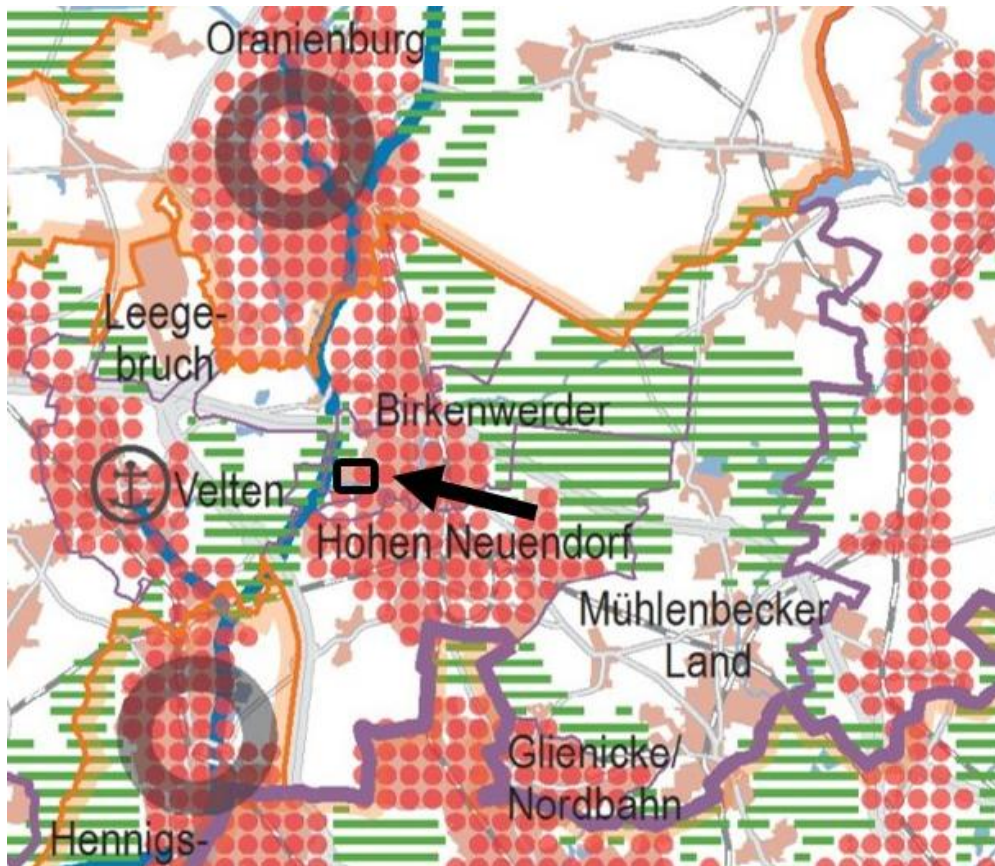 Oranienburg
Leege-
bruch
Birkenwerder
Velten
Hohen Neuendorf
Mühlenbecker
Land
Glienicke/
Nordbahn
Hennigs-